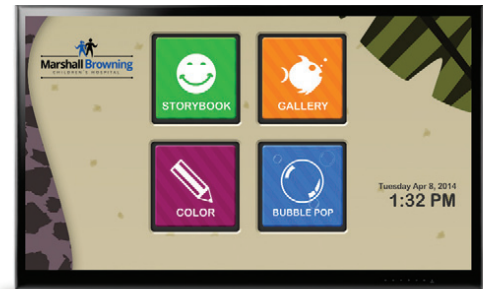 Marshall Browning
CHILDREN'S HOSPITAL
STORYBOOK
GALLERY
COLOR
BUBBLE POP
Tuesday Apr 8, 2014
1:32 PM